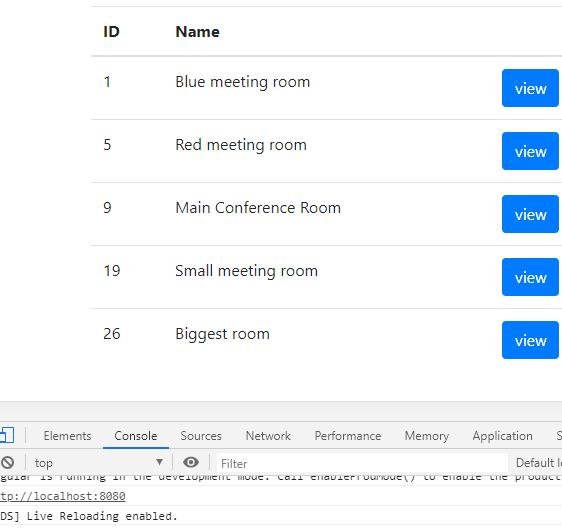 ID Name
1 Blue meeting room view
5 Red meeting room view
9 Main Conference Room view
19 Small meeting room view
26 Biggest room view
Elements Console Sources Network Performance Memory Application S
top Filter Default le
gular is running in the development mode. Call enableProdMode() to enable the product
tp://localhost:8080
DS] Live Reloading enabled.